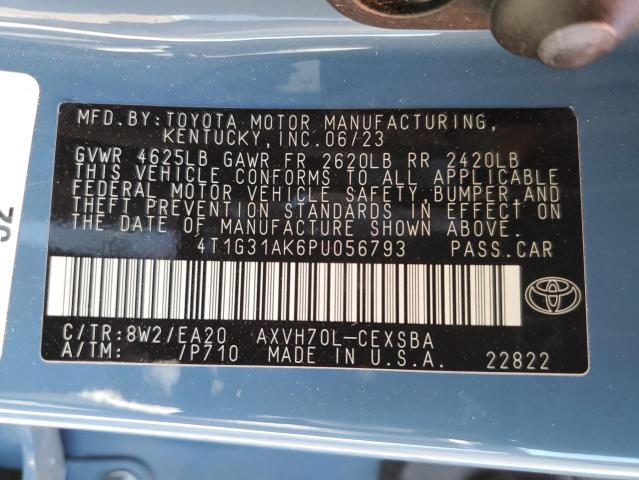 MFD.BY:TOYOTA MOTOR MANUFACTURING,
KENTUCKY, INC. 06/23
GVWR 4625LB GAWR FR 2620LB RR 2420LB
THIS VEHICLE CONFORMS TO ALL APPLICABLE
FEDERAL MOTOR VEHICLE SAFETY, BUMPER, AND
THEFT PREVENTION STANDARDS IN EFFECT ON
THE DATE OF MANUFACTURE SHOWN ABOVE.
4T1G31AK6PU056793 PASS.CAR
C/TR:8W2/EA20 AXVH70L-CEXSBA
A/TM: /P710 MADE IN U.S.A. 22822